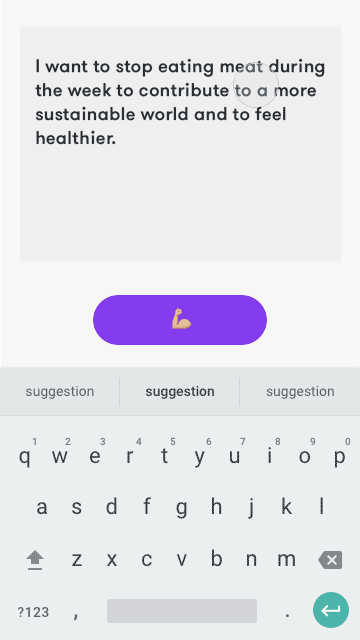 I want to stop eating meat during
the week to contribute to a more
sustainable world and to feel
healthier.
💪🏼
suggestion suggestion suggestion
1 2 3 4 5 6 7 8 9 0
q w e r t y u i o p
a s d f g h j k l
z x c v b n m
?123 , .